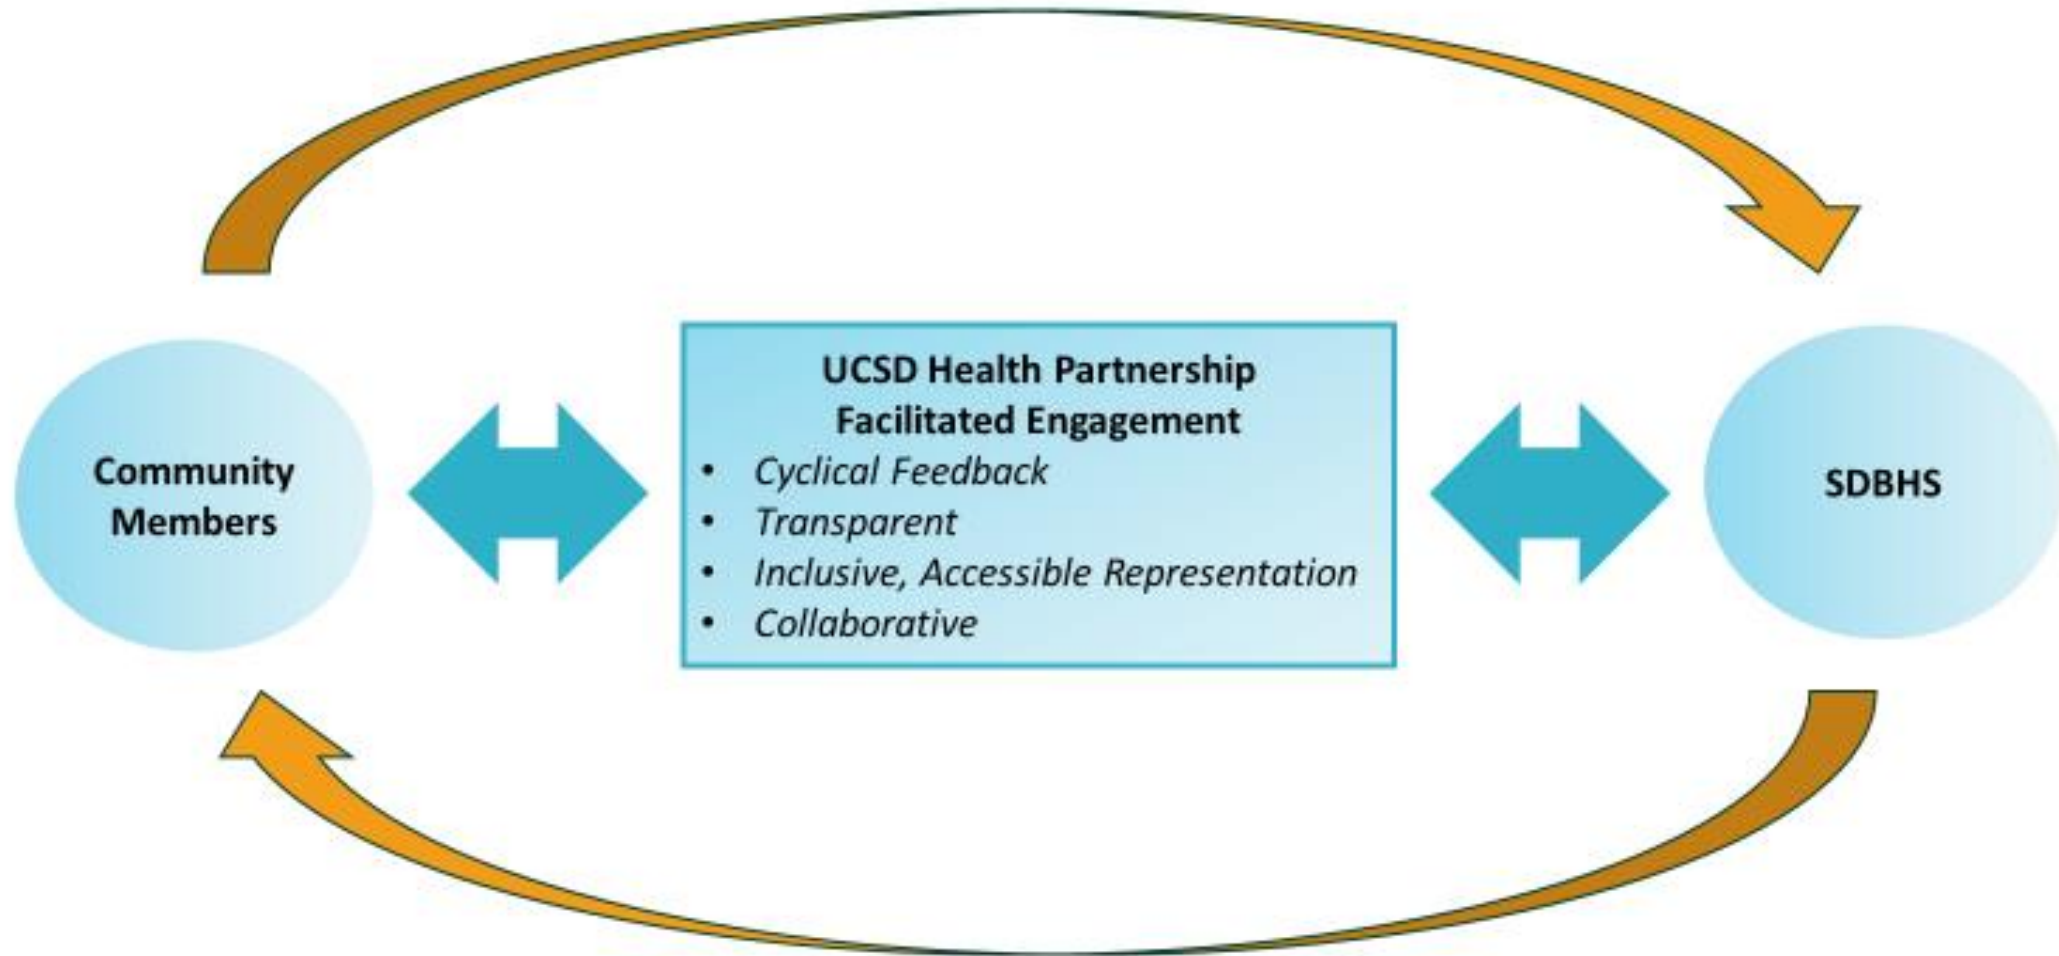 UCSD Health Partnership
Facilitated Engagement
• Cyclical Feedback
• Transparent
• Inclusive, Accessible Representation
• Collaborative
Community
Members
SDBHS